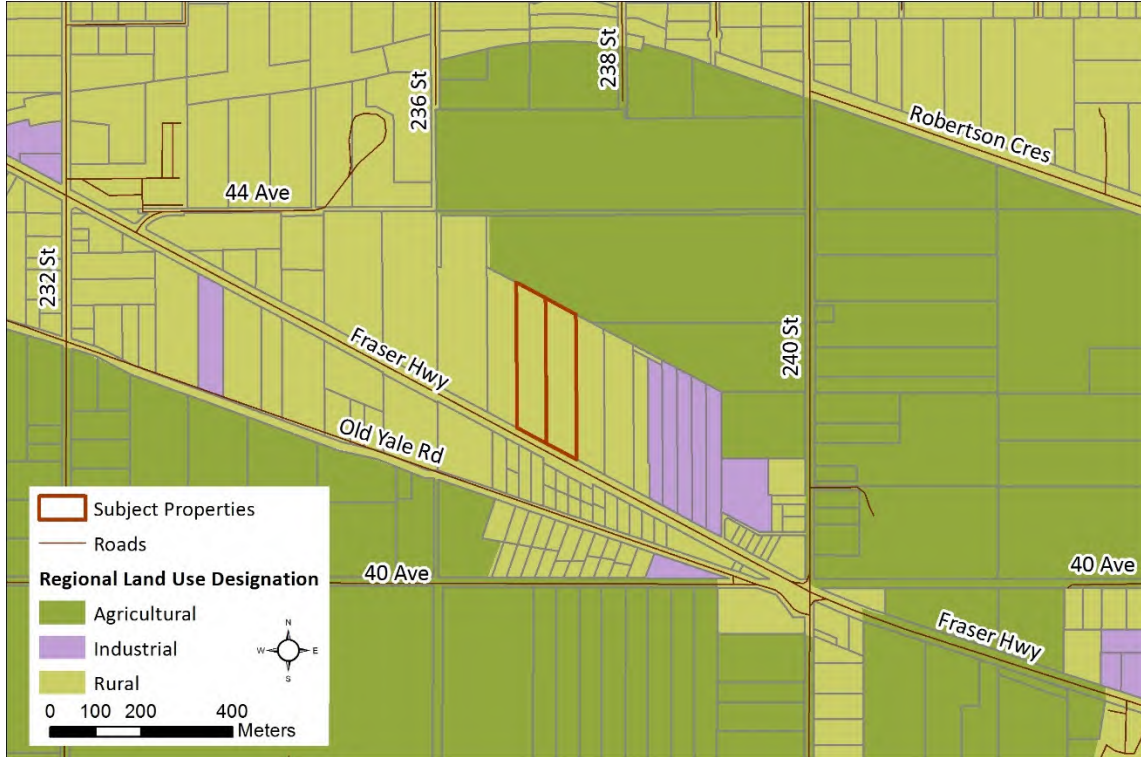 236 St
238 St
Robertson Cres
44 Ave
232 St
Fraser Hwy
240 St
Old Yale Rd
40 Ave
40 Ave
Fraser Hwy
Subject Properties
Roads
Regional Land Use Designation
Agricultural
Industrial
Rural
N
W E
S
0 100 200 400
Meters